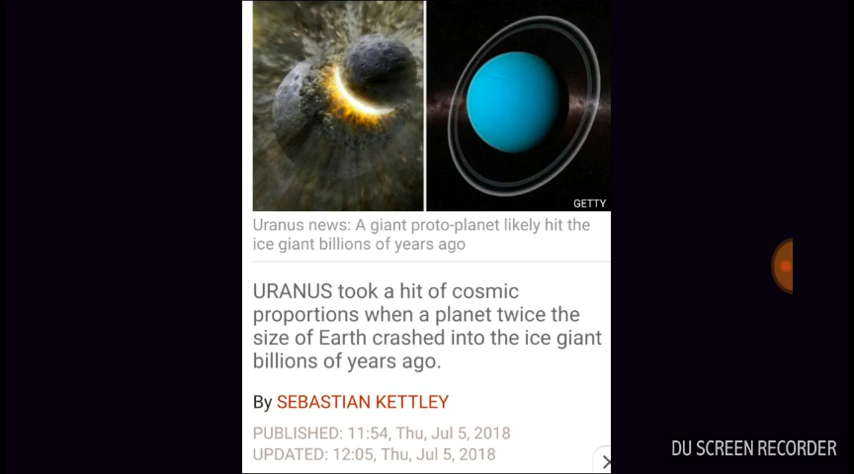 GETTY
Uranus news: A giant proto-planet likely hit the
ice giant billions of years ago
URANUS took a hit of cosmic
proportions when a planet twice the
size of Earth crashed into the ice giant
billions of years ago.
By SEBASTIAN KETTLEY
PUBLISHED: 11:54, Thu, Jul 5, 2018
UPDATED: 12:05, Thu, Jul 5, 2018
DU SCREEN RECORDER